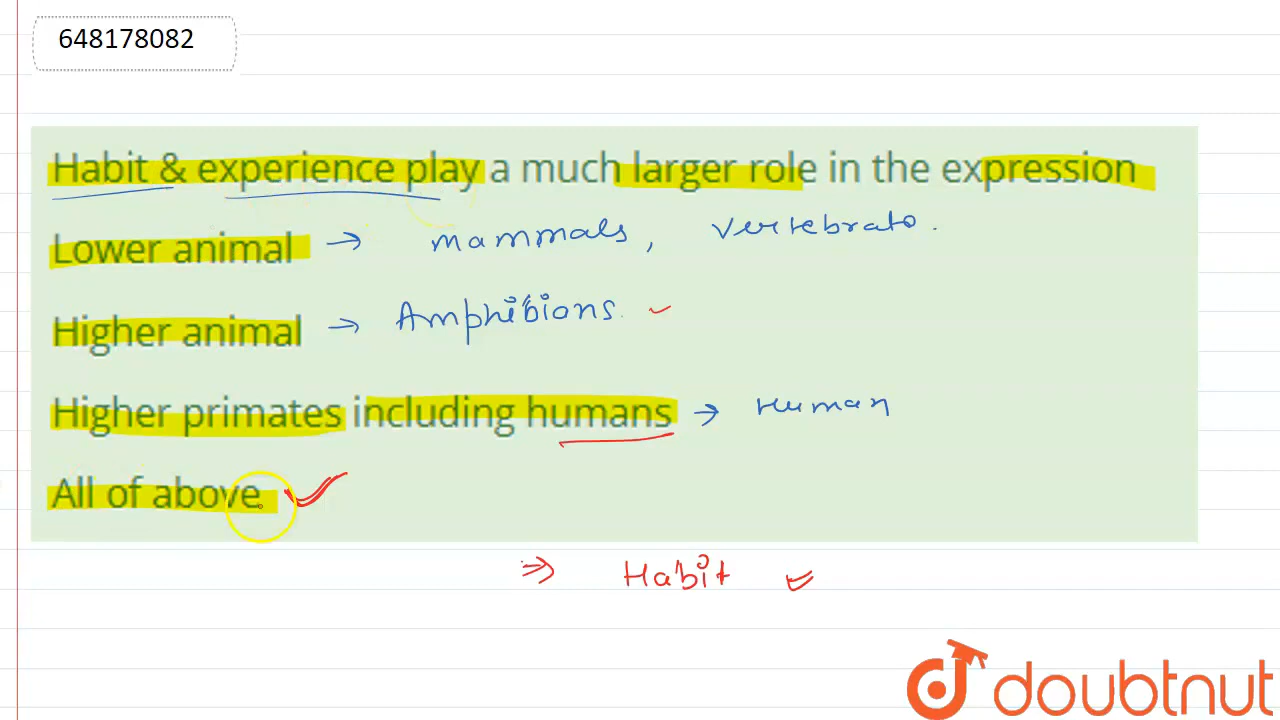 648178082
Habit & experience play a much larger role in the expression
Lower animal → mammals, vertebrato.
Higher animal → Amphibions.
Higher primates including humans → Human
All of above
⇒ Habit
doubtnut